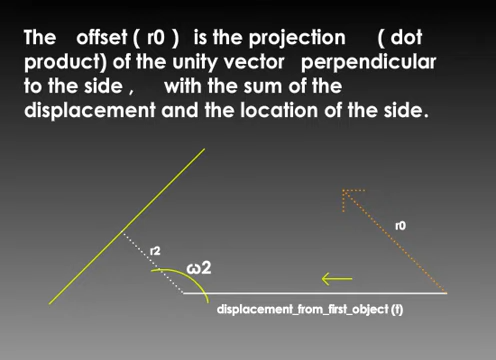 The offset ( r0 ) is the projection ( dot
product) of the unity vector perpendicular
to the side , with the sum of the
displacement and the location of the side.
r0
r2
ω2
displacement_from_first_object (t)